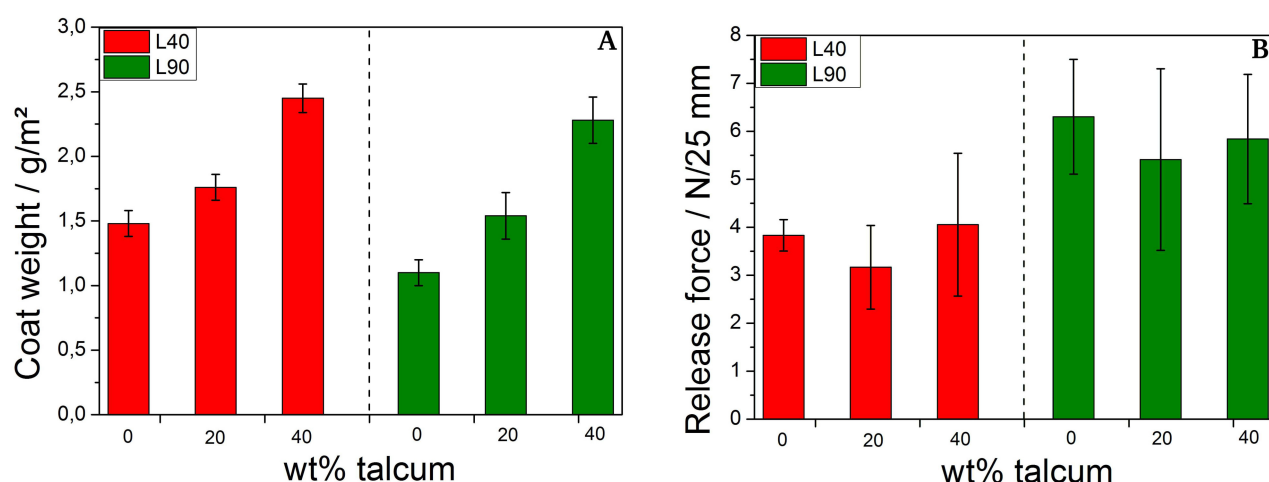 A
L40
L90
Coat weight / g/m²
3,0
2,5
2,0
1,5
1,0
0,5
0,0
0 20 40 0 20 40
wt% talcum
B
L40
L90
Release force / N/25 mm
8
7
6
5
4
3
2
1
0
0 20 40 0 20 40
wt% talcum